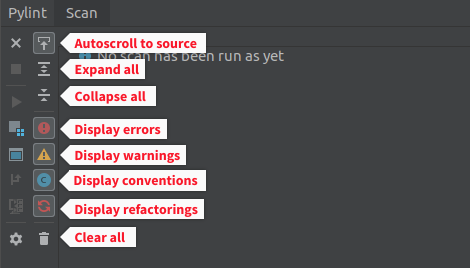 Pylint Scan
Autoscroll to source
No scan has been run as yet
Expand all
Collapse all
Display errors
Display warnings
Display conventions
Display refactorings
Clear all